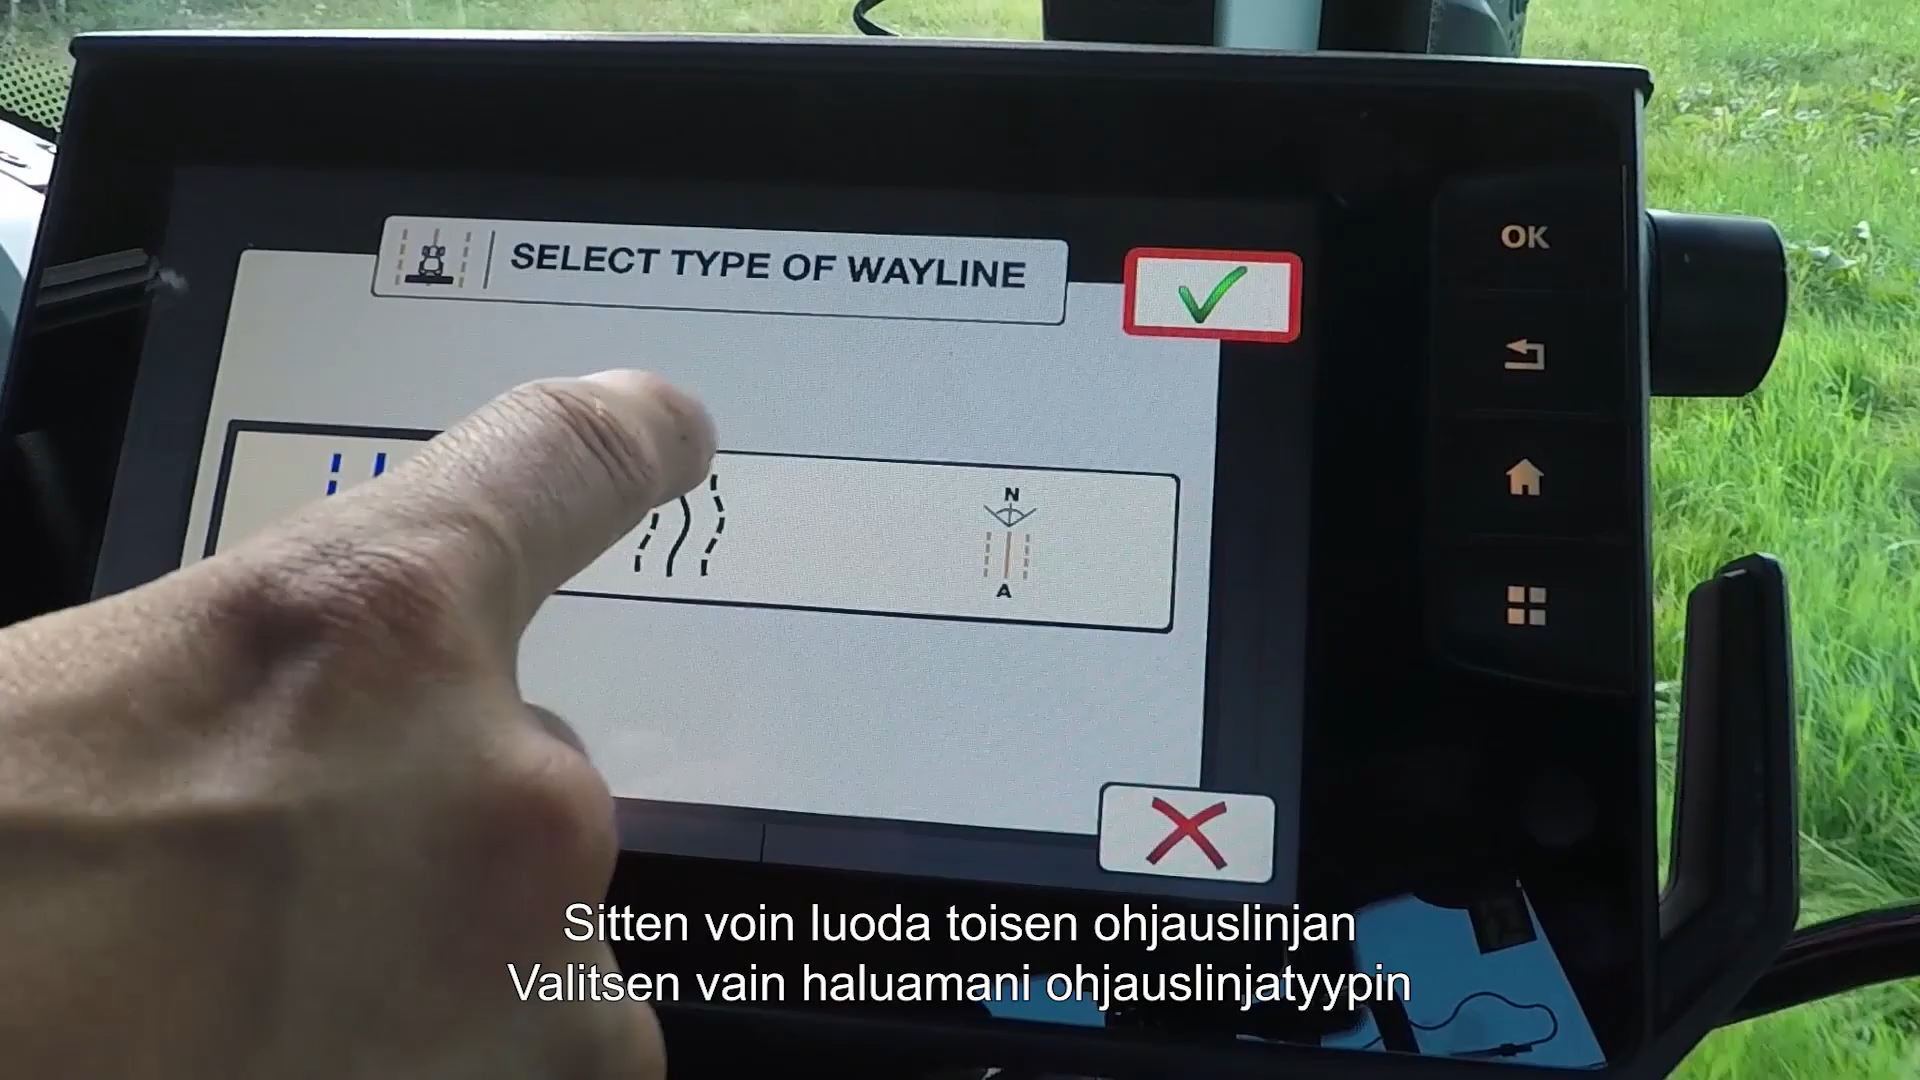 SELECT TYPE OF WAYLINE
OK
N
A
Sitten voin luoda toisen ohjauslinjan
Valitsen vain haluamani ohjauslinjatyypin